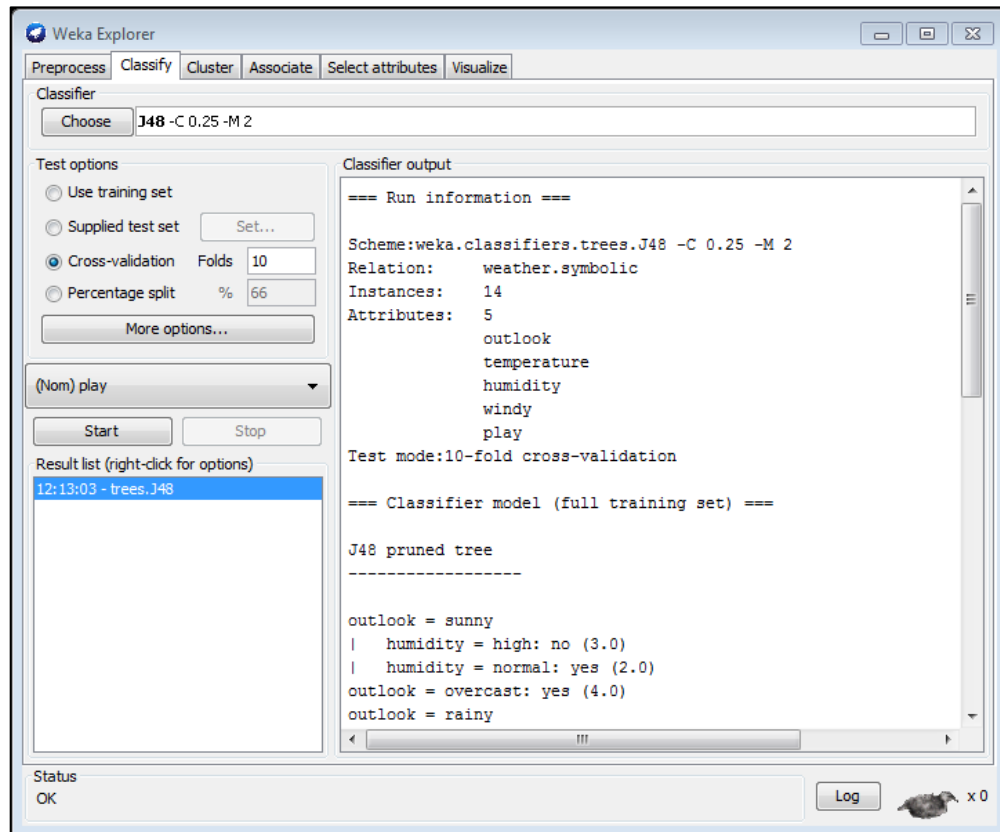 Weka Explorer
Preprocess Classify Cluster Associate Select attributes Visualize
Classifier
Choose J48 -C 0.25 -M 2
Test options
Use training set
Supplied test set Set...
Cross-validation Folds 10
Percentage split % 66
More options...
(Nom) play
Start Stop
Result list (right-click for options)
12:13:03 - trees.J48
Classifier output
=== Run information ===
Scheme:weka.classifiers.trees.J48 -C 0.25 -M 2
Relation: weather.symbolic
Instances: 14
Attributes: 5
outlook
temperature
humidity
windy
play
Test mode:10-fold cross-validation
=== Classifier model (full training set) ===
J48 pruned tree
------------------
outlook = sunny
| humidity = high: no (3.0)
| humidity = normal: yes (2.0)
outlook = overcast: yes (4.0)
outlook = rainy
Status
OK
Log x 0